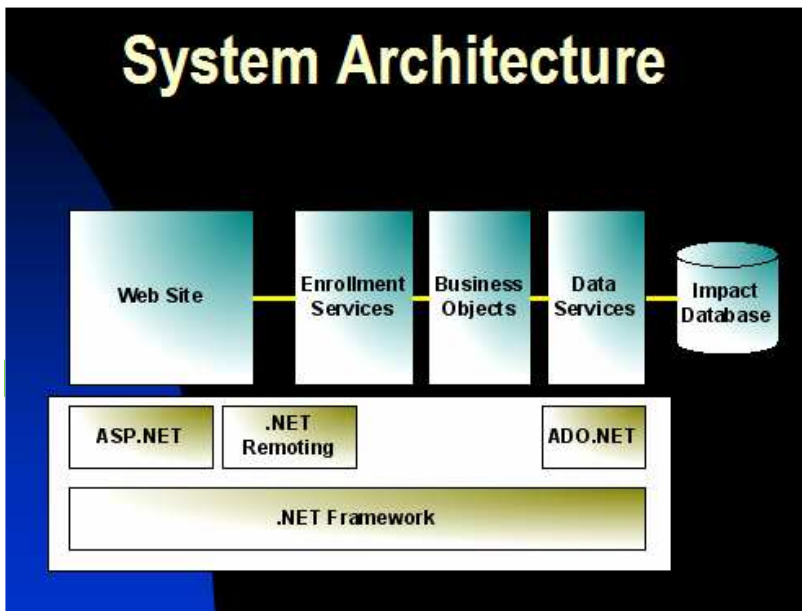 System Architecture
Web Site
Enrollment
Services
Business
Objects
Data
Services
Impact
Database
ASP.NET
.NET
Remoting
ADO.NET
.NET Framework